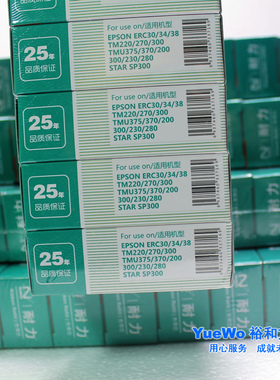 25年
品质保证
For use on/适用机型
EPSON ERC30/34/38
TM220/270/300
TMU375/370/200
300/230/280
STAR SP300
25年
品质保证
For use on/适用机型
EPSON ERC30/34/38
TM220/270/300
TMU375/370/200
300/230/280
STAR SP300
25年
品质保证
For use on/适用机型
EPSON ERC30/34/38
TM220/270/300
TMU375/370/200
300/230/280
STAR SP300
25年
品质保证
For use on/适用机型
EPSON ERC30/34/38
TM220/270/300
TMU375/370/200
300/230/280
STAR SP300
耐力
YueWo 裕和
用心服务 成就